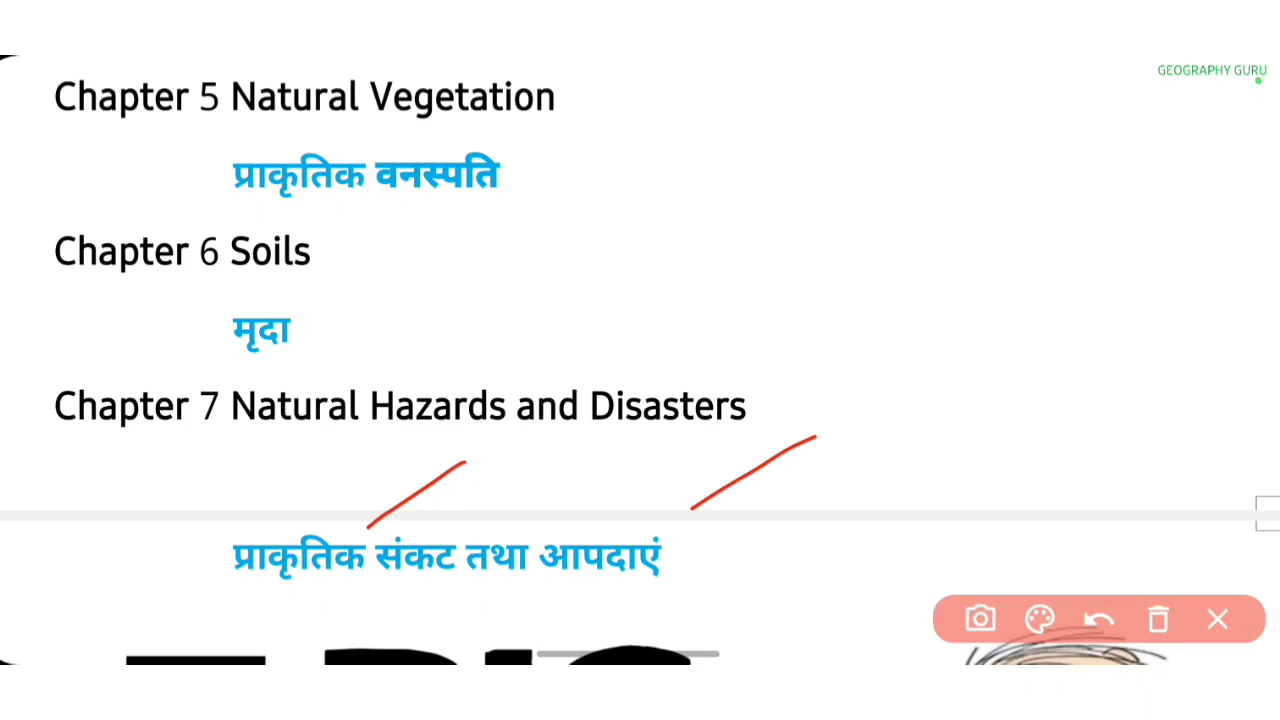 GEOGRAPHY GURU
Chapter 5 Natural Vegetation
प्राकृतिक वनस्पति
Chapter 6 Soils
मृदा
Chapter 7 Natural Hazards and Disasters
प्राकृतिक संकट तथा आपदाएं